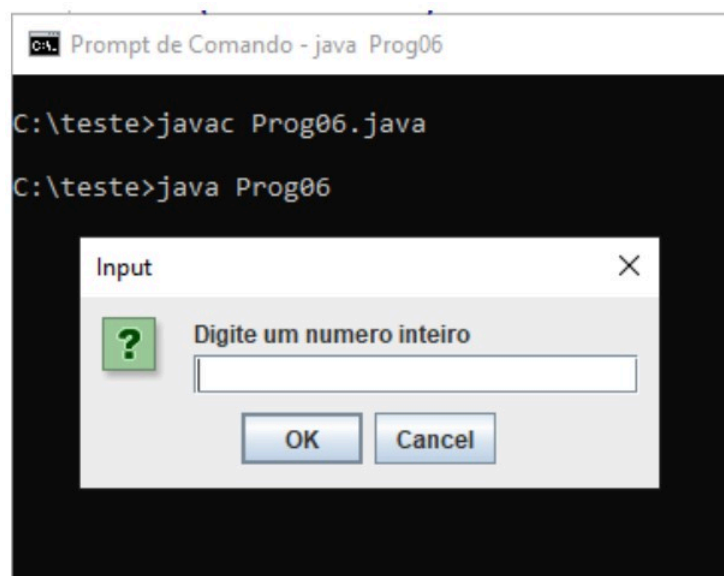 Prompt de Comando - java Prog06
C:\teste>javac Prog06.java
C:\teste>java Prog06
Input
?
Digite um numero inteiro
OK
Cancel